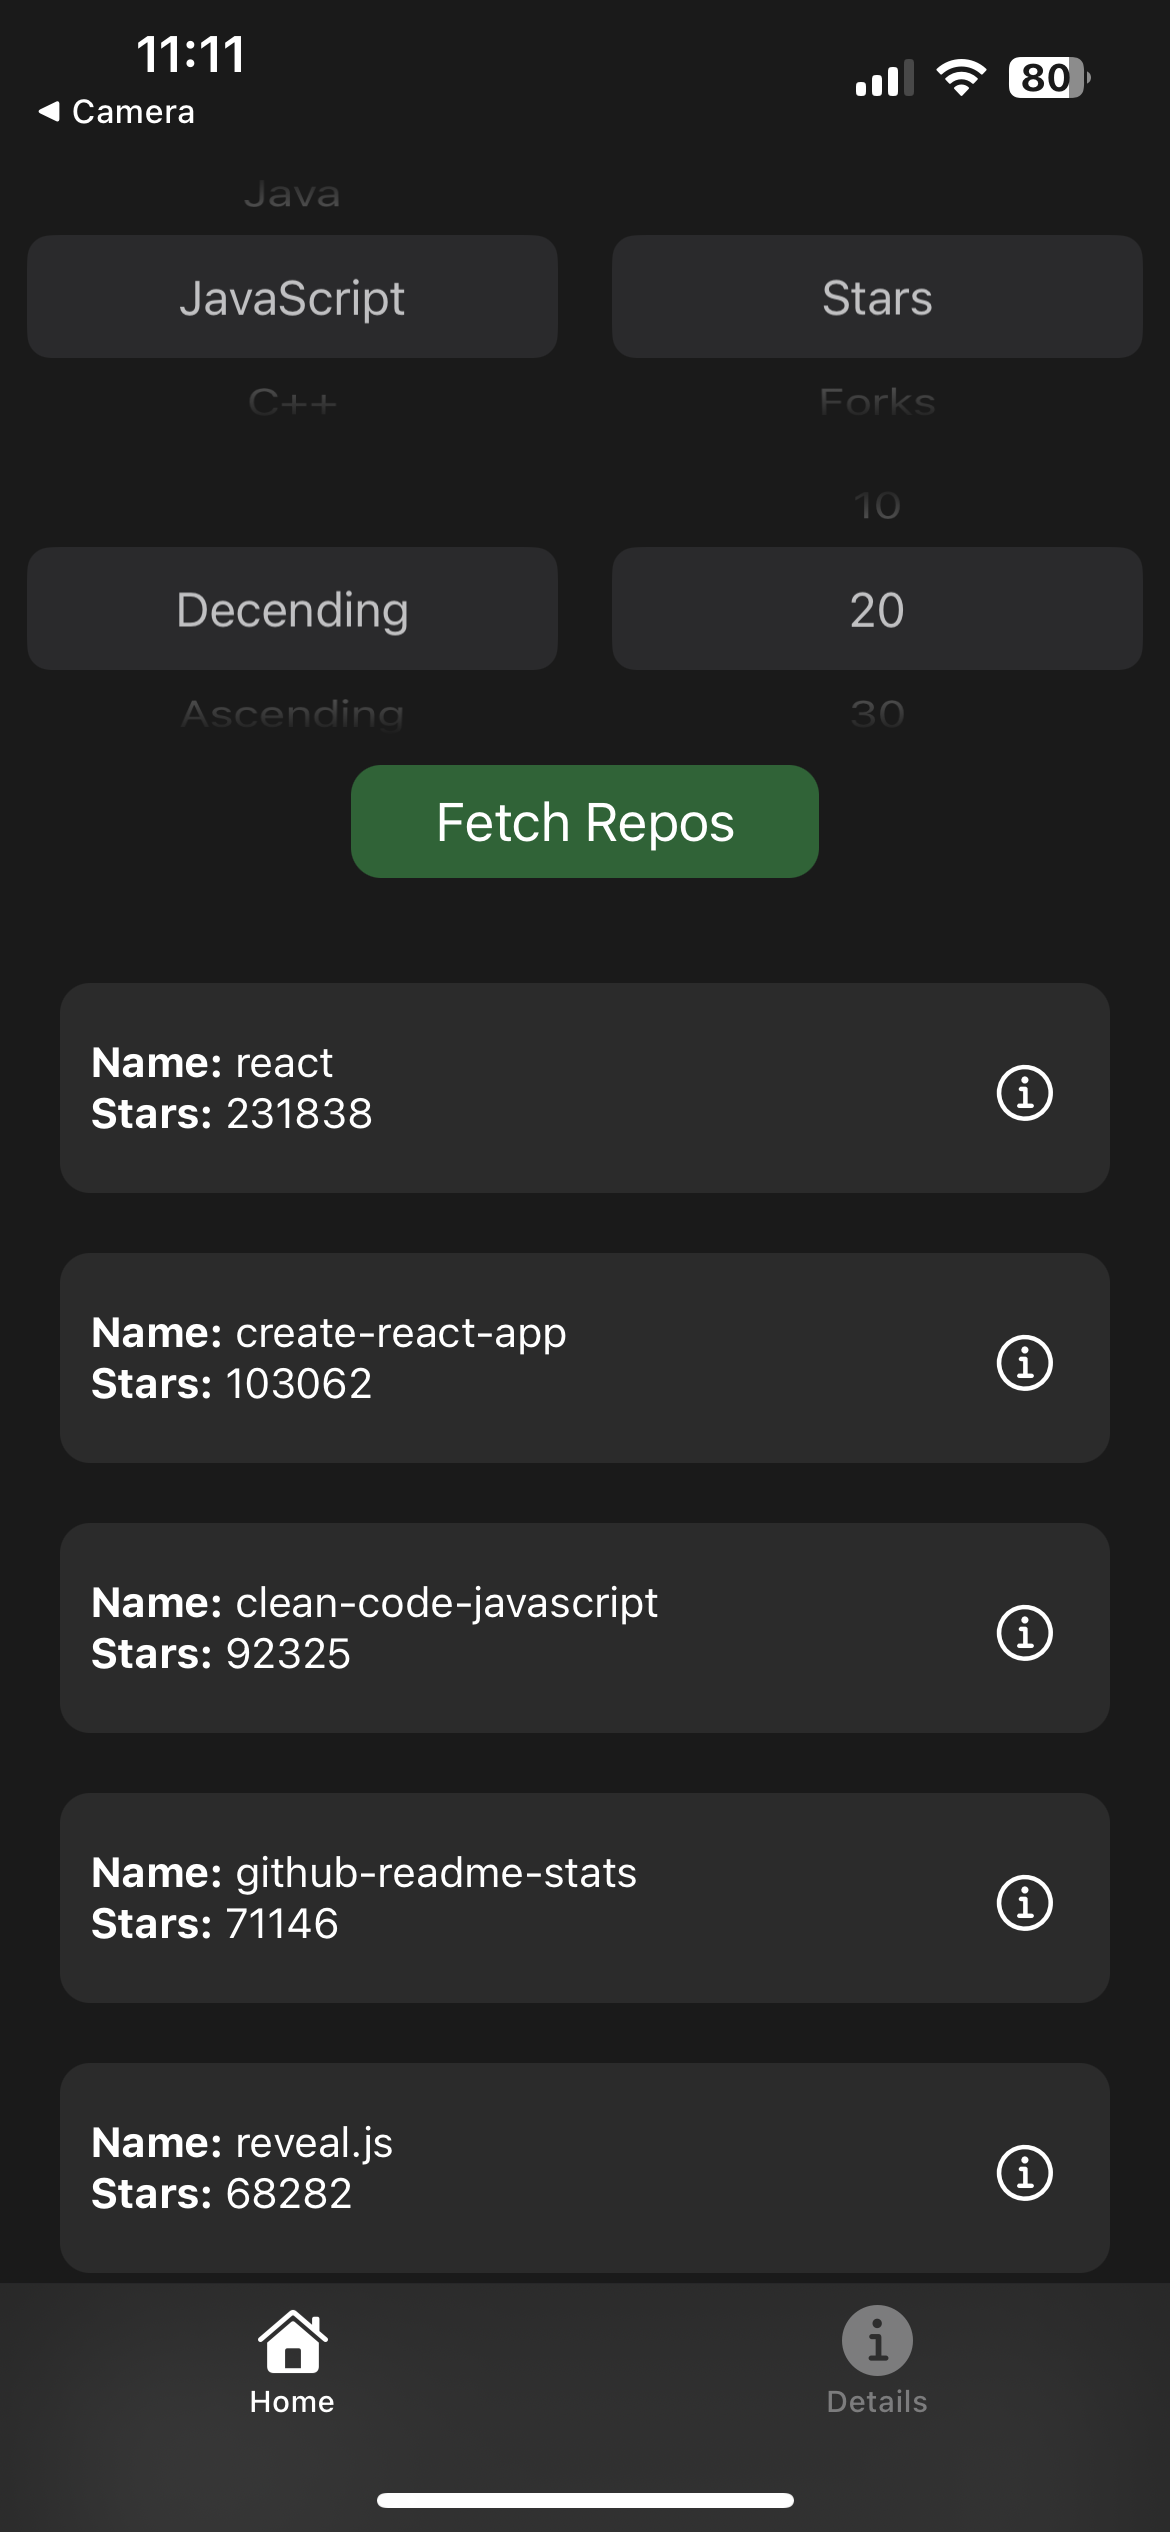 11:11
80
◀ Camera
Java
JavaScript
C++
Stars
Forks
Decending
Ascending
10
20
30
Fetch Repos
Name: react
Stars: 231838
Name: create-react-app
Stars: 103062
Name: clean-code-javascript
Stars: 92325
Name: github-readme-stats
Stars: 71146
Name: reveal.js
Stars: 68282
Home
Details